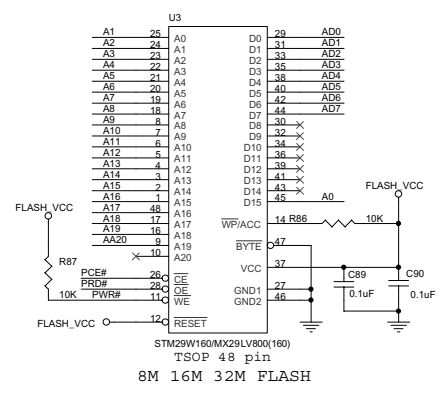 U3
A1 25 A0 D0 29 AD0
A2 24 A1 D1 31 AD1
A3 23 A2 D2 33 AD2
A4 22 A3 D3 35 AD3
A5 21 A4 D4 38 AD4
A6 20 A5 D5 40 AD5
A7 19 A6 D6 42 AD6
A8 18 A7 D7 44 AD7
A9 8 A8 D8 30
A10 7 A9 D9 32
A11 6 A10 D10 34
A12 5 A11 D11 36
A13 4 A12 D12 39
A14 3 A13 D13 41
A15 2 A14 D14 43
A16 1 A15 D15 45 A0
A17 48 A16
A18 17 A17 WP/ACC 14 R86 10K
A19 16 A18
AA20 9 A19 BYTE 47
10 A20
FLASH_VCC
FLASH_VCC
R87
10K
VCC 37
PCE# 26 CE
PRD# 28 OE GND1 27
PWR# 11 WE GND2 46
C89
0.1uF
C90
0.1uF
FLASH_VCC 12 RESET
STM29W160/MX29LV800(160)
TSOP 48 pin
8M 16M 32M FLASH